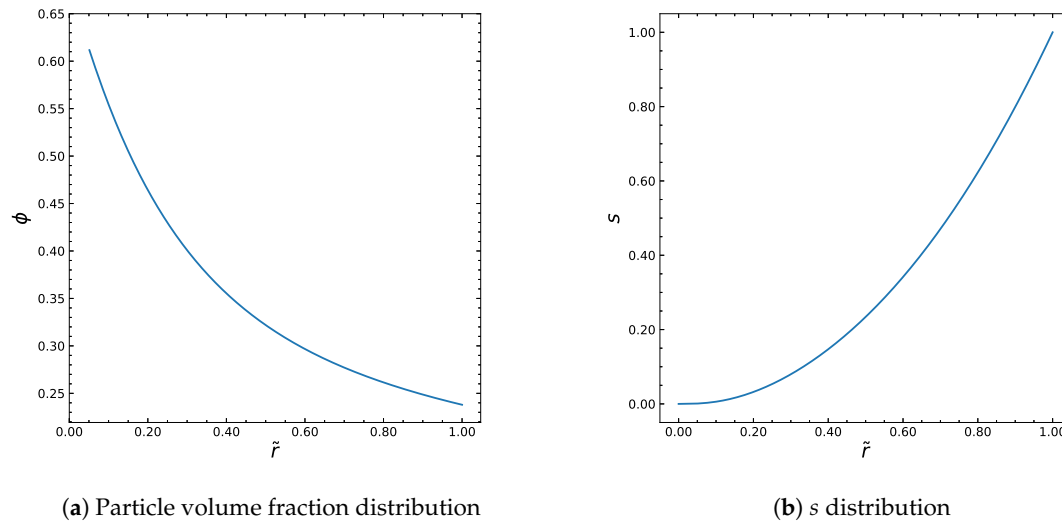 0.65
0.60
0.55
0.50
0.45
0.40
0.35
0.30
0.25
ϕ
0.00 0.20 0.40 0.60 0.80 1.00
r̃
(a) Particle volume fraction distribution
1.00
0.80
0.60
0.40
0.20
0.00
s
0.00 0.20 0.40 0.60 0.80 1.00
r̃
(b) s distribution